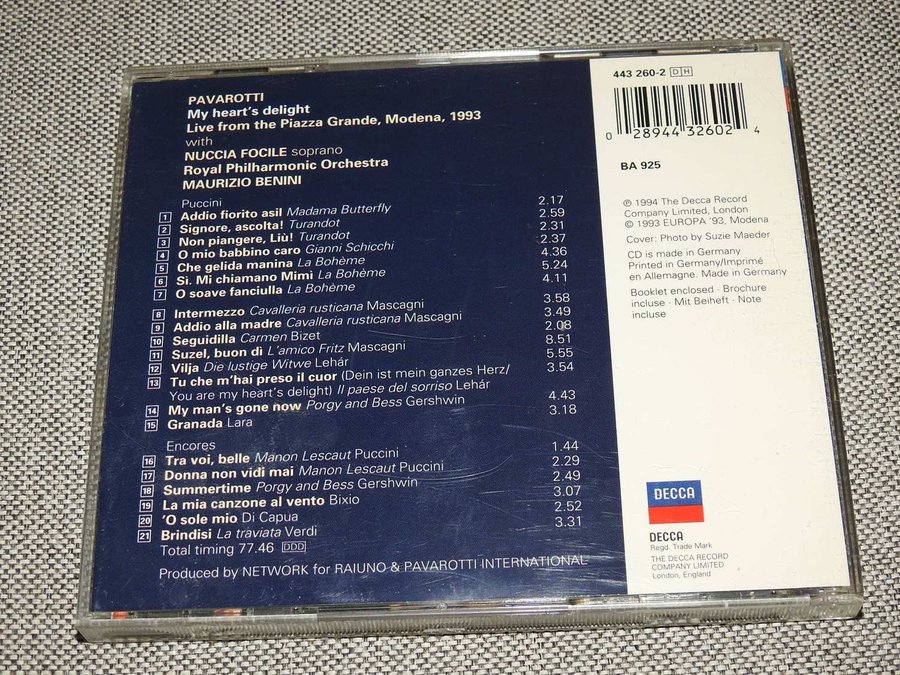 PAVAROTTI
My heart's delight
Live from the Piazza Grande, Modena, 1993
with
NUCCIA FOCILE soprano
Royal Philharmonic Orchestra
MAURIZIO BENINI
Puccini
1 Addio fiorito asil Madama Butterfly 2.17
2 Signore, ascolta! Turandot 2.59
3 Non piangere, Liù! Turandot 2.31
4 O mio babbino caro Gianni Schicchi 2.37
5 Che gelida manina La Bohème 4.36
6 Sì. Mi chiamano Mimì La Bohème 5.24
7 O soave fanciulla La Bohème 4.11
8 Intermezzo Cavalleria rusticana Mascagni 3.58
9 Addio alla madre Cavalleria rusticana Mascagni 3.49
10 Seguidilla Carmen Bizet 2.08
11 Suzel, buon dì L'amico Fritz Mascagni 8.51
12 Vilja Die lustige Witwe Lehár 5.55
13 Tu che m'hai preso il cuor (Dein ist mein ganzes Herz/ 3.54
You are my heart's delight) Il paese del sorriso Lehár
14 My man's gone now Porgy and Bess Gershwin 4.43
15 Granada Lara 3.18
Encores
16 Tra voi, belle Manon Lescaut Puccini 1.44
17 Donna non vidi mai Manon Lescaut Puccini 2.29
18 Summertime Porgy and Bess Gershwin 2.49
19 La mia canzone al vento Bixio 3.07
20 'O sole mio Di Capua 2.52
21 Brindisi La traviata Verdi 3.31
Total timing 77.46 DDD
Produced by NETWORK for RAIUNO & PAVAROTTI INTERNATIONAL
443 260-2 DH
0 28944 32602 4
BA 925
℗ 1994 The Decca Record
Company Limited, London
© 1993 EUROPA '93, Modena
Cover: Photo by Suzie Maeder
CD is made in Germany
Printed in Germany/Imprimé
en Allemagne. Made in Germany
Booklet enclosed · Brochure
incluse · Mit Beiheft · Note
incluse
DECCA
DECCA
Regd. Trade Mark
THE DECCA RECORD
COMPANY LIMITED
London, England